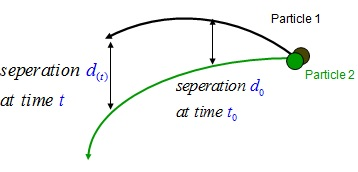 Particle 1
seperation d(t)
at time t
Particle 2
seperation d0
at time t0